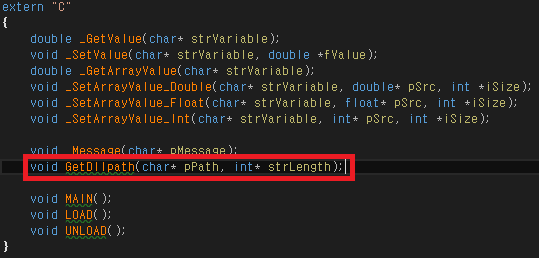 extern "C"
{
double _GetValue(char* strVariable);
void _SetValue(char* strVariable, double *fValue);
double _GetArrayValue(char* strVariable);
void _SetArrayValue_Double(char* strVariable, double* pSrc, int *iSize);
void _SetArrayValue_Float(char* strVariable, float* pSrc, int *iSize);
void _SetArrayValue_Int(char* strVariable, int* pSrc, int *iSize);
void _Message(char* pMessage);
void GetDllpath(char* pPath, int* strLength);
void MAIN();
void LOAD();
void UNLOAD();
}